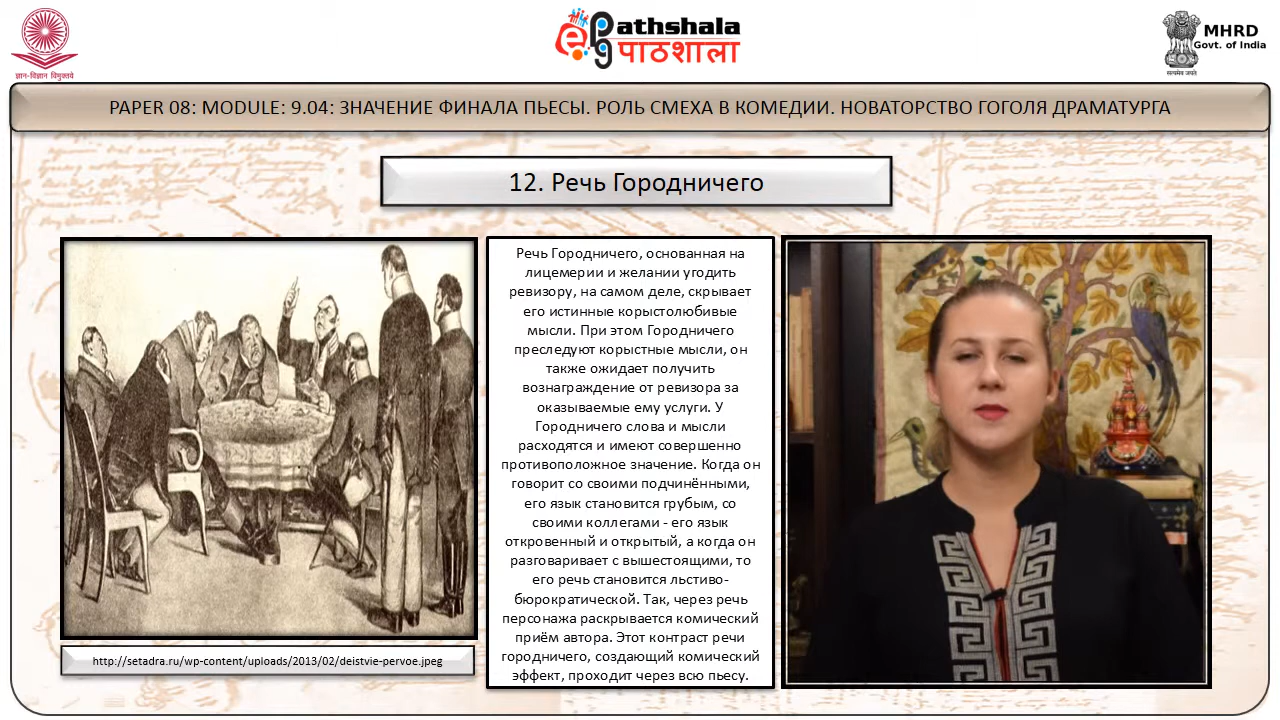 ज्ञान-विज्ञान विमुक्तये
ePg
athshala
पाठशाला
MHRD
Govt. of India
सत्यमेव जयते
PAPER 08: MODULE: 9.04: ЗНАЧЕНИЕ ФИНАЛА ПЬЕСЫ. РОЛЬ СМЕХА В КОМЕДИИ. НОВАТОРСТВО ГОГОЛЯ ДРАМАТУРГА
12. Речь Городничего
Речь Городничего, основанная на
лицемерии и желании угодить
ревизору, на самом деле, скрывает
его истинные корыстолюбивые
мысли. При этом Городничего
преследуют корыстные мысли, он
также ожидает получить
вознаграждение от ревизора за
оказываемые ему услуги. У
Городничего слова и мысли
расходятся и имеют совершенно
противоположное значение. Когда он
говорит со своими подчинёнными,
его язык становится грубым, со
своими коллегами - его язык
откровенный и открытый, а когда он
разговаривает с вышестоящими, то
его речь становится льстиво-
бюрократической. Так, через речь
персонажа раскрывается комический
приём автора. Этот контраст речи
городничего, создающий комический
эффект, проходит через всю пьесу.
http://setadra.ru/wp-content/uploads/2013/02/deistvie-pervoe.jpeg